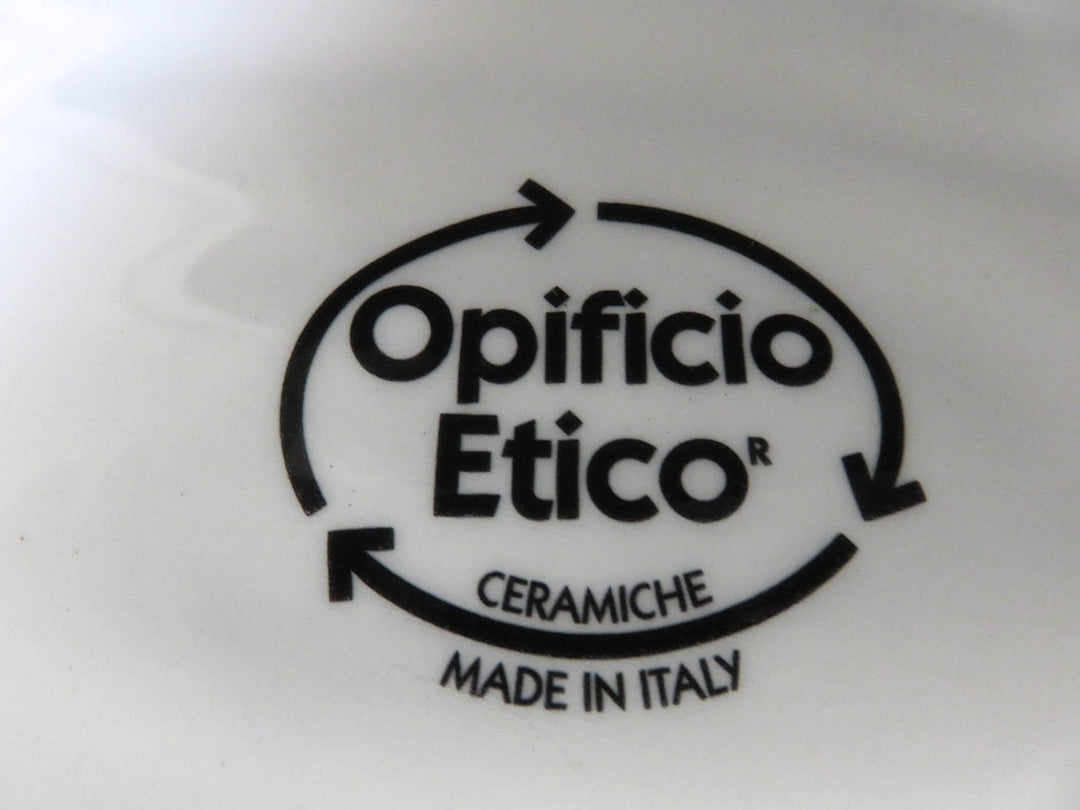 Opificio
Etico R
CERAMICHE
MADE IN ITALY